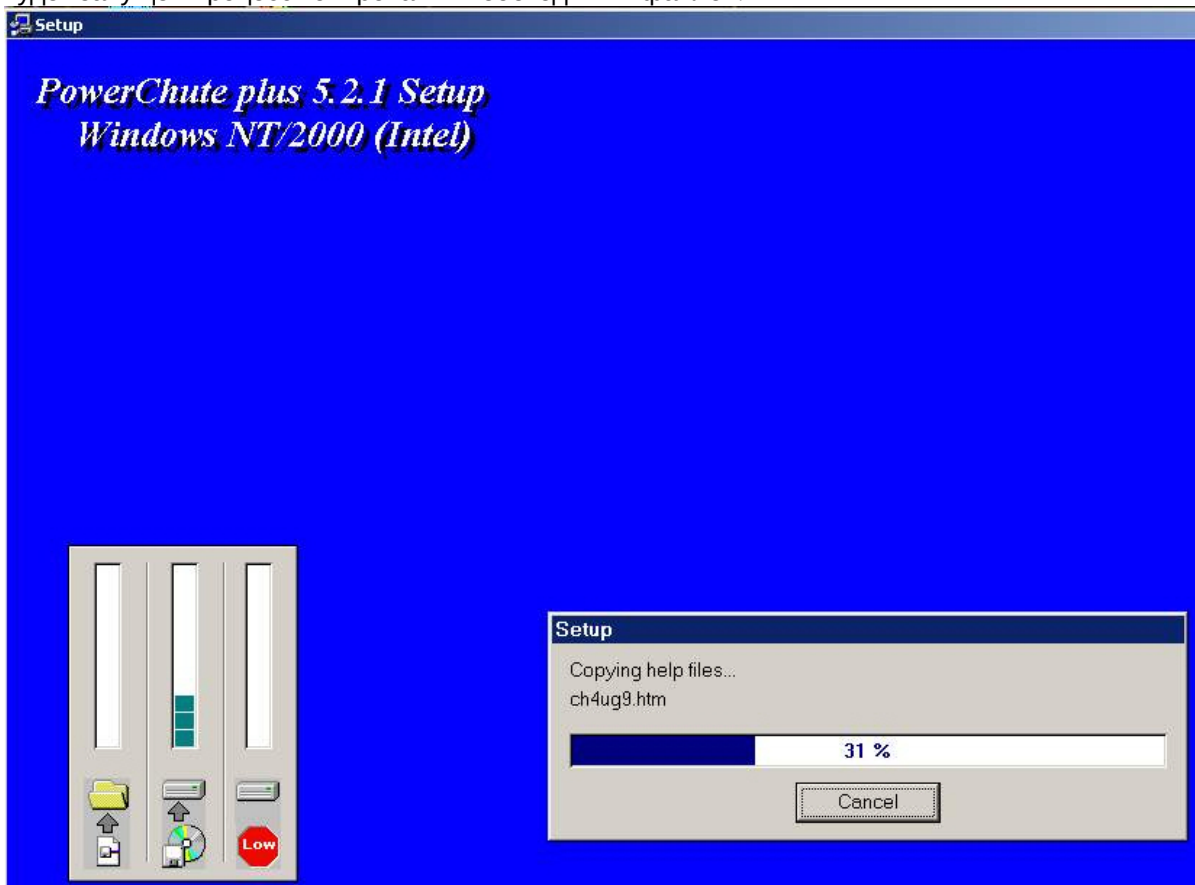 Setup
PowerChute plus 5.2.1 Setup
Windows NT/2000 (Intel)
Setup
Copying help files...
ch4ug9.htm
31 %
Cancel
Low